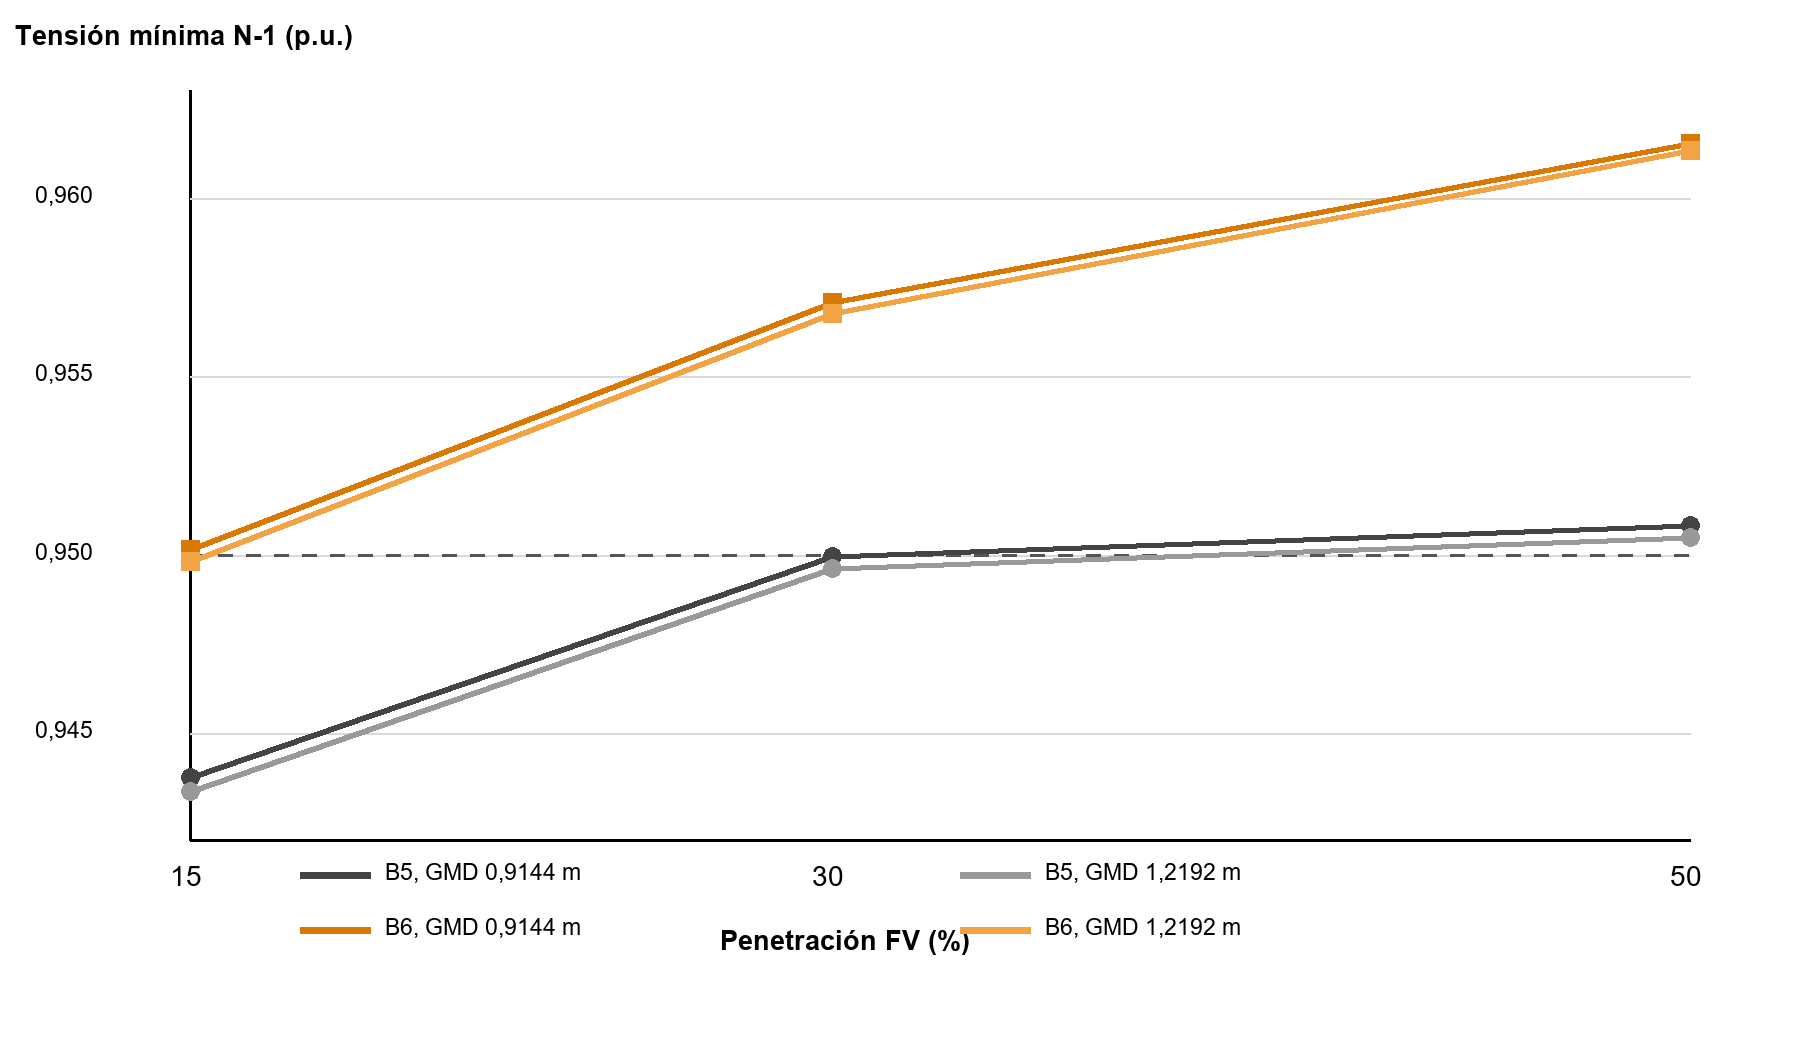 Tensión mínima N-1 (p.u.)
0,960
0,955
0,950
0,945
15
30
50
B5, GMD 0,9144 m
B5, GMD 1,2192 m
B6, GMD 0,9144 m
B6, GMD 1,2192 m
Penetración FV (%)